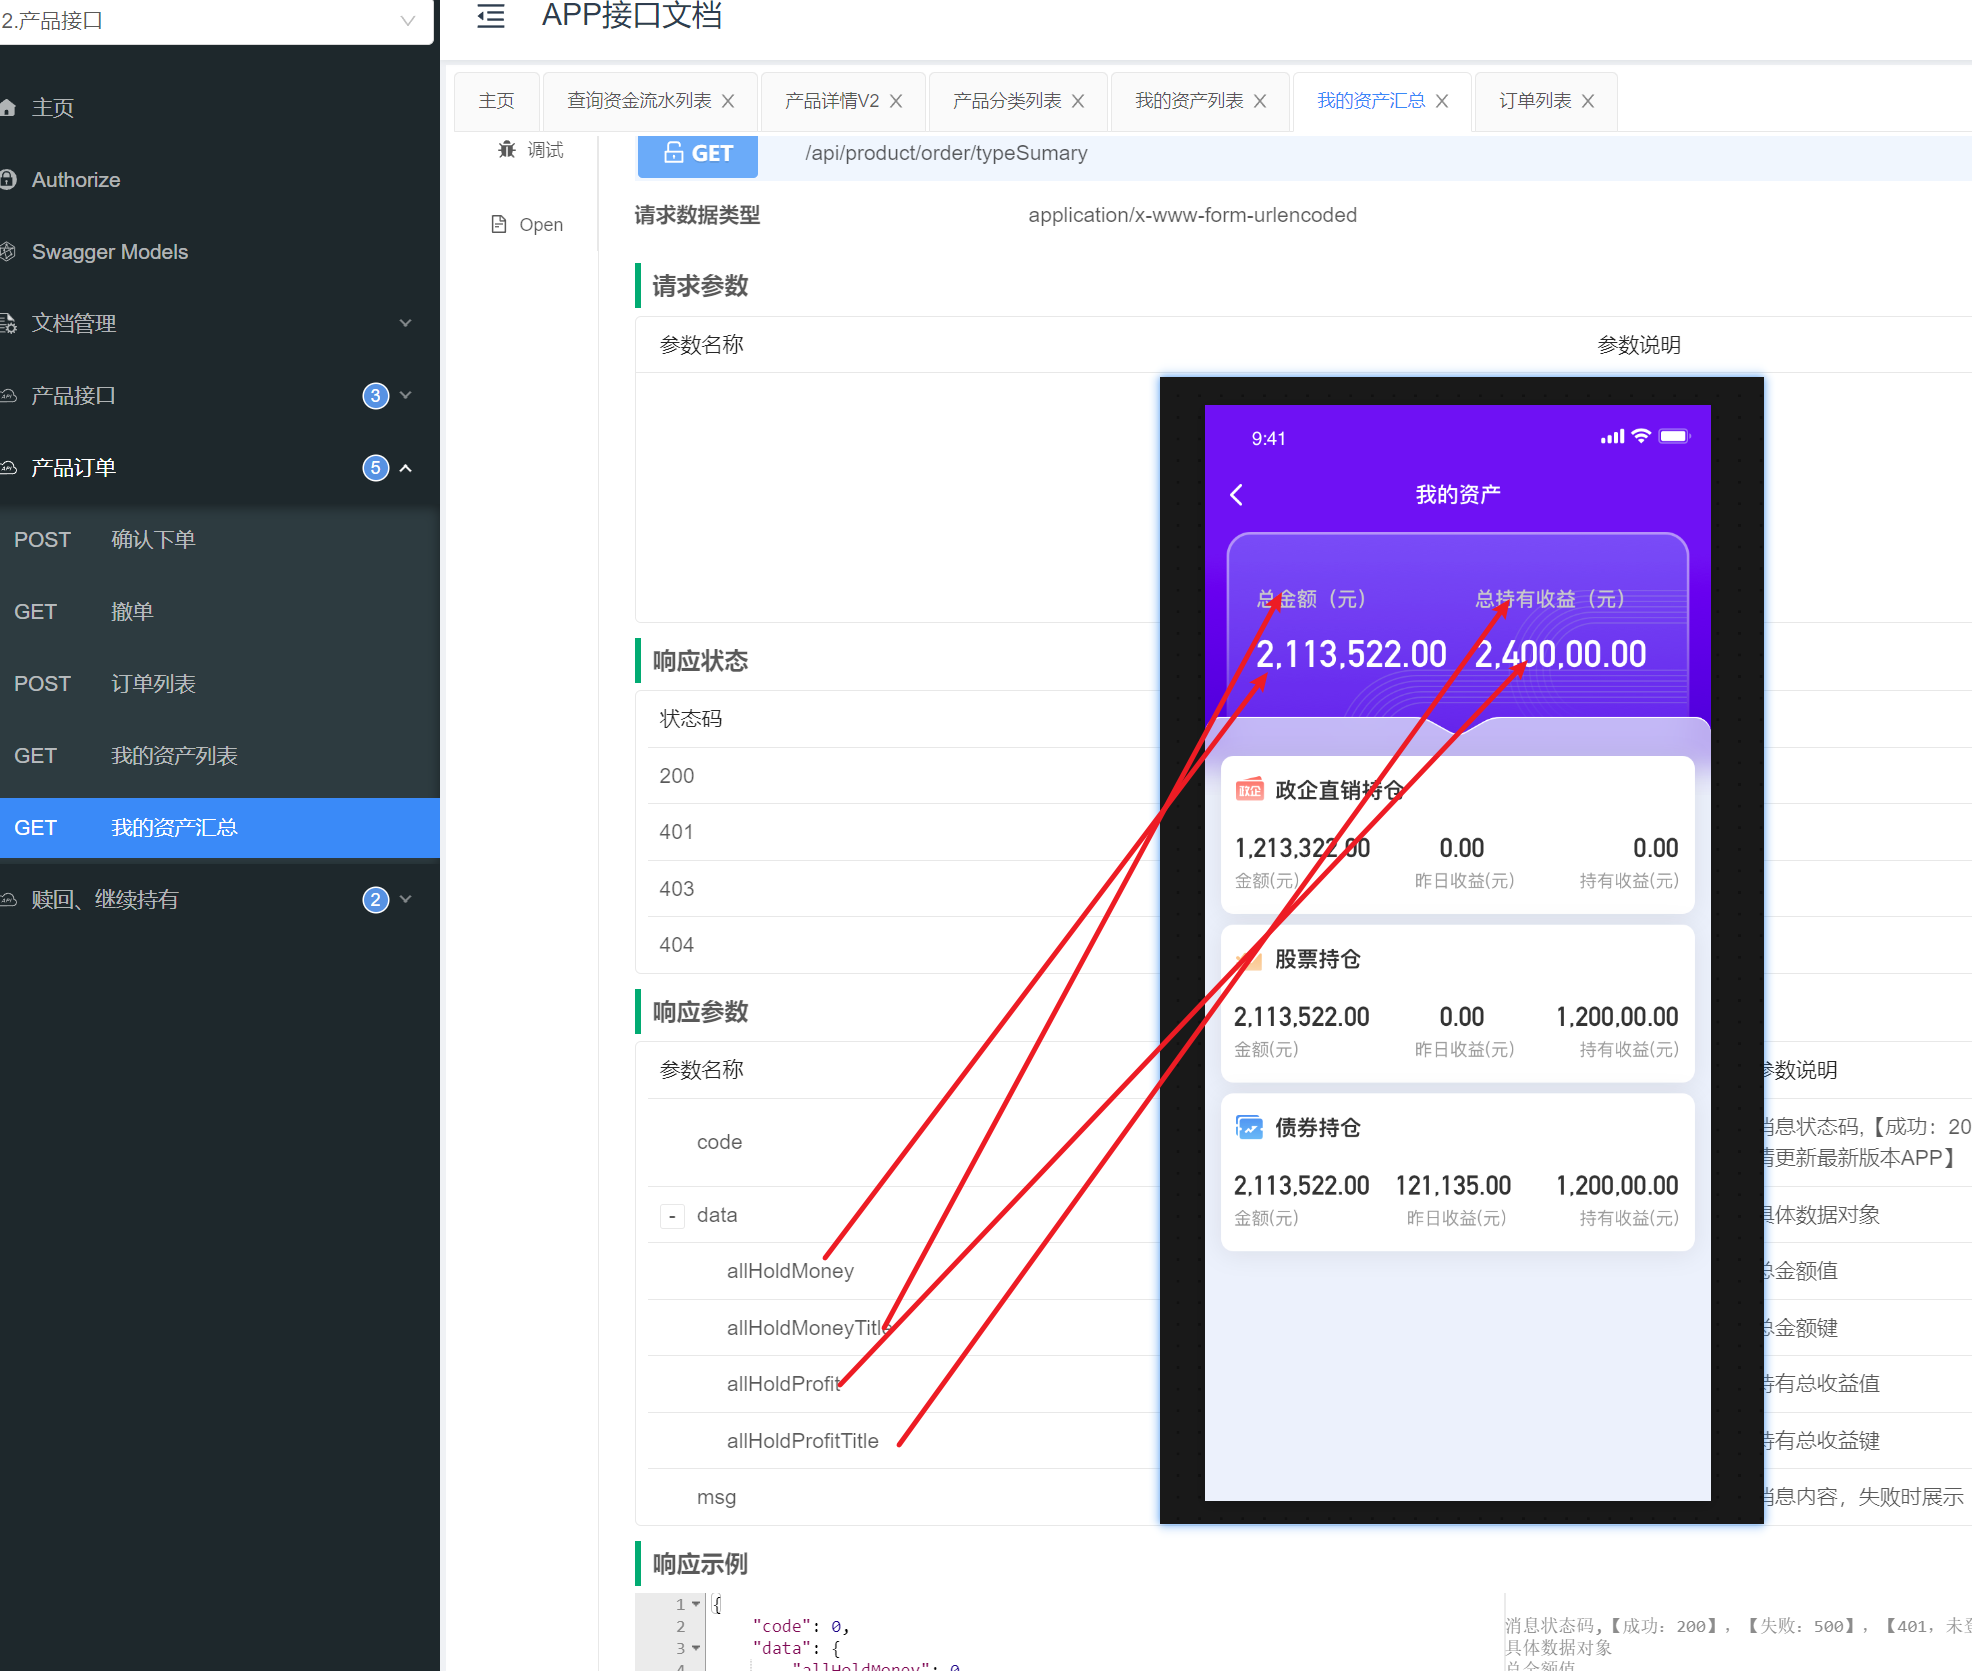 2.产品接口
APP接口文档
主页
查询资金流水列表
产品详情V2
产品分类列表
我的资产列表
我的资产汇总
订单列表
主页
Authorize
Swagger Models
文档管理
产品接口
3
产品订单
5
POST 确认下单
GET 撤单
POST 订单列表
GET 我的资产列表
GET 我的资产汇总
赎回、继续持有
2
调试
Open
GET /api/product/order/typeSumary
请求数据类型 application/x-www-form-urlencoded
请求参数
参数名称 参数说明
响应状态
状态码
200
401
403
404
响应参数
参数名称 参数说明
code 消息状态码,【成功：20
请更新最新版本APP】
- data 具体数据对象
allHoldMoney 总金额值
allHoldMoneyTitle 总金额键
allHoldProfit 持有总收益值
allHoldProfitTitle 持有总收益键
msg 消息内容，失败时展示
9:41
我的资产
总金额（元） 总持有收益（元）
2,113,522.00 2,400,00.00
政企
政企直销持仓
1,213,322.00 0.00 0.00
金额(元) 昨日收益(元) 持有收益(元)
股票持仓
2,113,522.00 0.00 1,200,00.00
金额(元) 昨日收益(元) 持有收益(元)
债券持仓
2,113,522.00 121,135.00 1,200,00.00
金额(元) 昨日收益(元) 持有收益(元)
响应示例
1 {
2 "code": 0, 消息状态码,【成功：200】，【失败：500】，【401，未登
3 "data": { 具体数据对象
4 "allHoldMoney": 0 总金额值